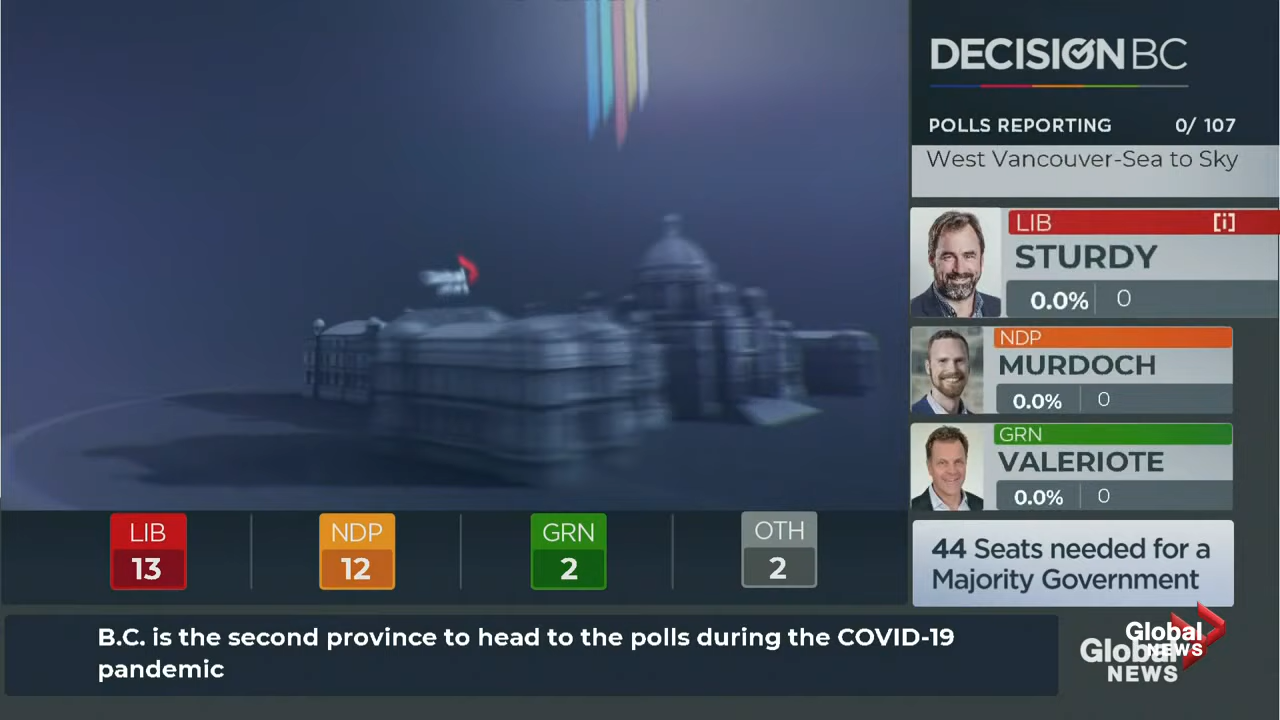 DECISION BC
POLLS REPORTING 0/ 107
West Vancouver-Sea to Sky
LIB [i]
STURDY
0.0% 0
NDP
MURDOCH
0.0% 0
GRN
VALERIOTE
0.0% 0
44 Seats needed for a
Majority Government
LIB
13
NDP
12
GRN
2
OTH
2
B.C. is the second province to head to the polls during the COVID-19
pandemic
Global
NEWS
Global
NEWS